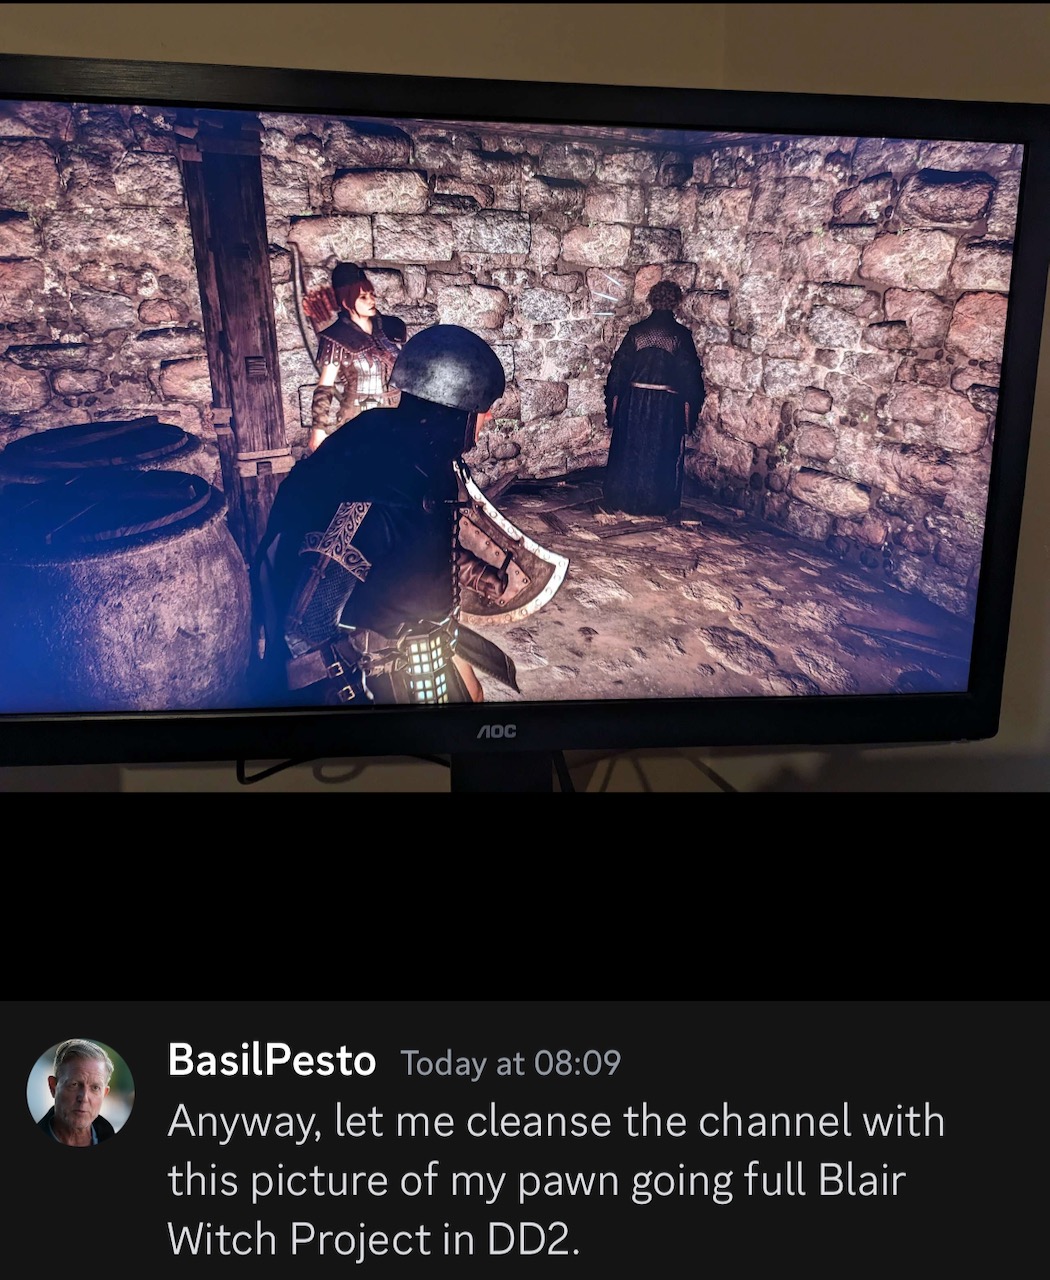 AOC
BasilPesto Today at 08:09
Anyway, let me cleanse the channel with
this picture of my pawn going full Blair
Witch Project in DD2.